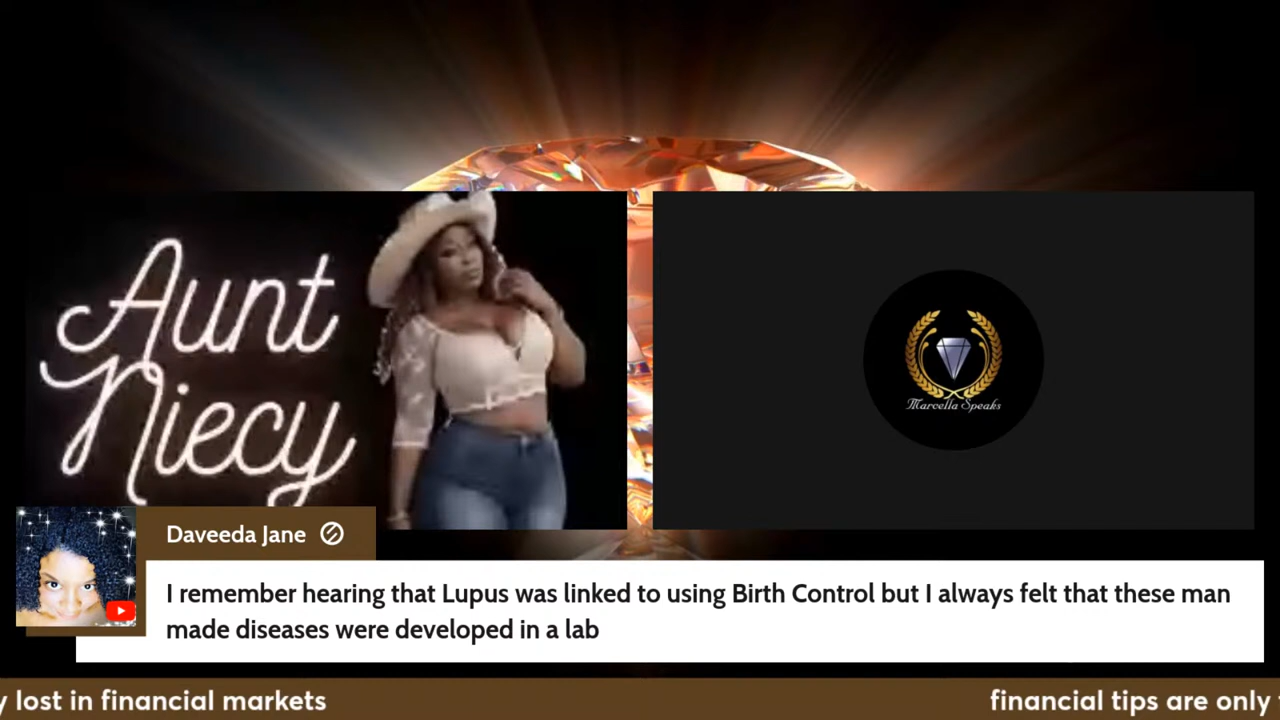 Aunt
Niecy
Marcella Speaks
Daveeda Jane
I remember hearing that Lupus was linked to using Birth Control but I always felt that these man
made diseases were developed in a lab
y lost in financial markets
financial tips are only